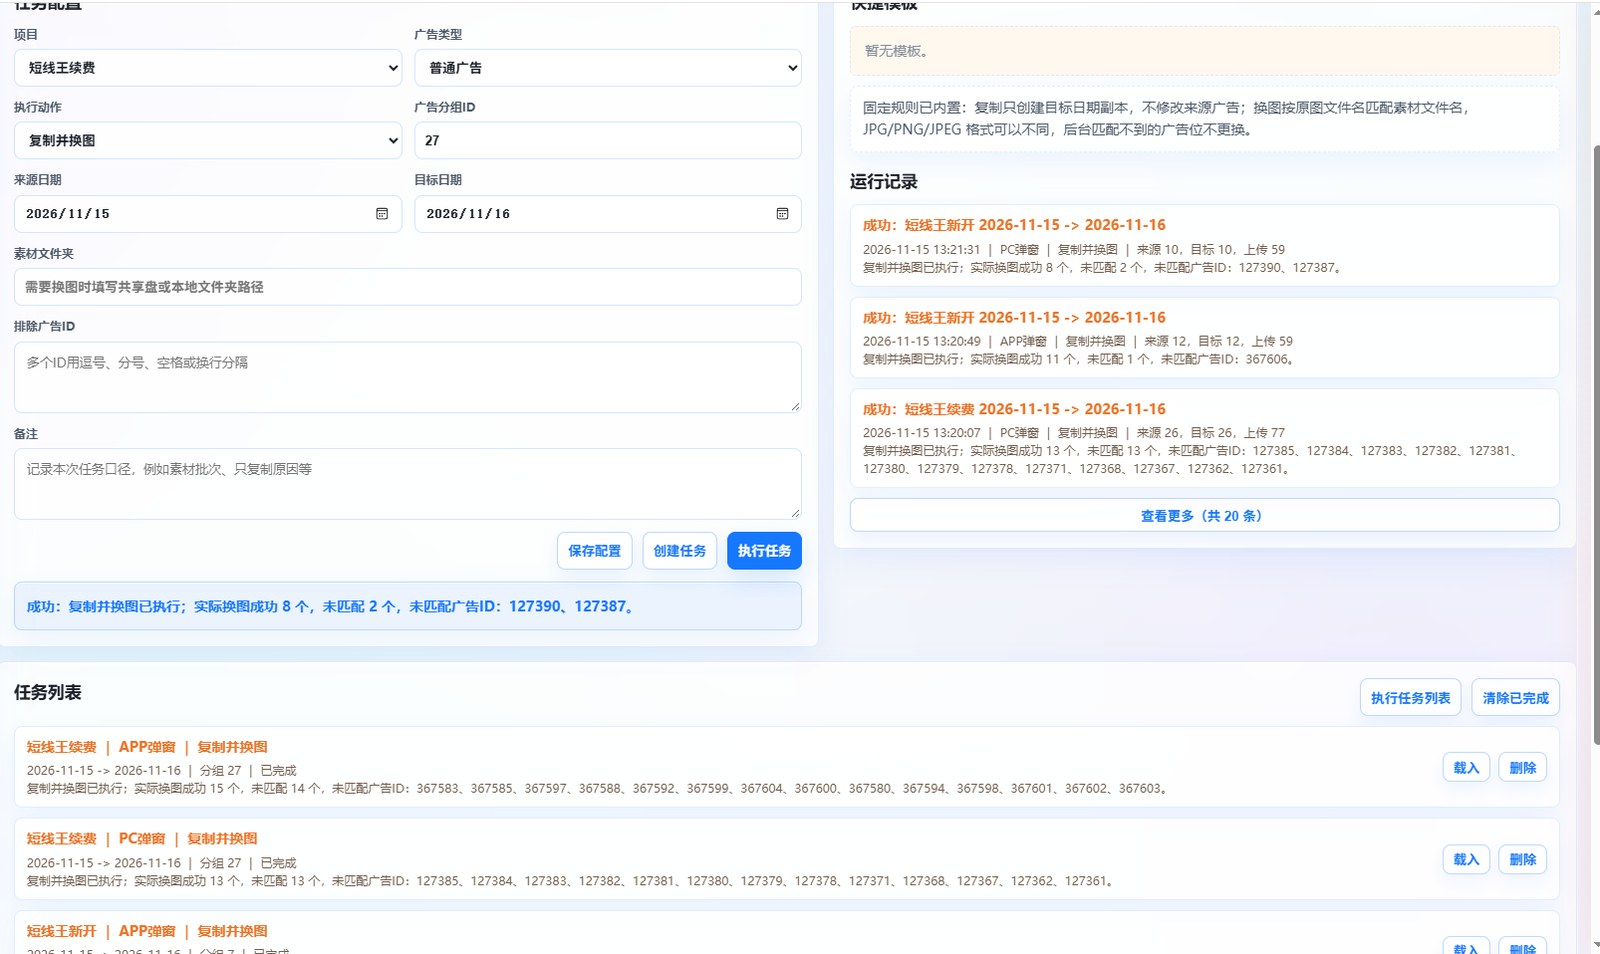 任务配置
项目
短线王续费
广告类型
普通广告
执行动作
复制并换图
广告分组ID
27
来源日期
2026/11/15
目标日期
2026/11/16
素材文件夹
需要换图时填写共享盘或本地文件夹路径
排除广告ID
多个ID用逗号、分号、空格或换行分隔
备注
记录本次任务口径，例如素材批次、只复制原因等
保存配置
创建任务
执行任务
成功：复制并换图已执行；实际换图成功 8 个，未匹配 2 个，未匹配广告ID：127390、127387。
快捷模板
暂无模板。
固定规则已内置：复制只创建目标日期副本，不修改来源广告；换图按原图文件名匹配素材文件名，
JPG/PNG/JPEG 格式可以不同，后台匹配不到的广告位不更换。
运行记录
成功：短线王新开 2026-11-15 -> 2026-11-16
2026-11-15 13:21:31 | PC弹窗 | 复制并换图 | 来源 10，目标 10，上传 59
复制并换图已执行；实际换图成功 8 个，未匹配 2 个，未匹配广告ID：127390、127387。
成功：短线王新开 2026-11-15 -> 2026-11-16
2026-11-15 13:20:49 | APP弹窗 | 复制并换图 | 来源 12，目标 12，上传 59
复制并换图已执行；实际换图成功 11 个，未匹配 1 个，未匹配广告ID：367606。
成功：短线王续费 2026-11-15 -> 2026-11-16
2026-11-15 13:20:07 | PC弹窗 | 复制并换图 | 来源 26，目标 26，上传 77
复制并换图已执行；实际换图成功 13 个，未匹配 13 个，未匹配广告ID：127385、127384、127383、127382、127381、
127380、127379、127378、127371、127368、127367、127362、127361。
查看更多（共 20 条）
任务列表
执行任务列表
清除已完成
短线王续费 | APP弹窗 | 复制并换图
2026-11-15 -> 2026-11-16 | 分组 27 | 已完成
复制并换图已执行；实际换图成功 15 个，未匹配 14 个，未匹配广告ID：367583、367585、367597、367588、367592、367599、367604、367600、367580、367594、367598、367601、367602、367603。
载入
删除
短线王续费 | PC弹窗 | 复制并换图
2026-11-15 -> 2026-11-16 | 分组 27 | 已完成
复制并换图已执行；实际换图成功 13 个，未匹配 13 个，未匹配广告ID：127385、127384、127383、127382、127381、127380、127379、127378、127371、127368、127367、127362、127361。
载入
删除
短线王新开 | APP弹窗 | 复制并换图
2026-11-15 -> 2026-11-16 | 分组 7 | 已完成
载入
删除